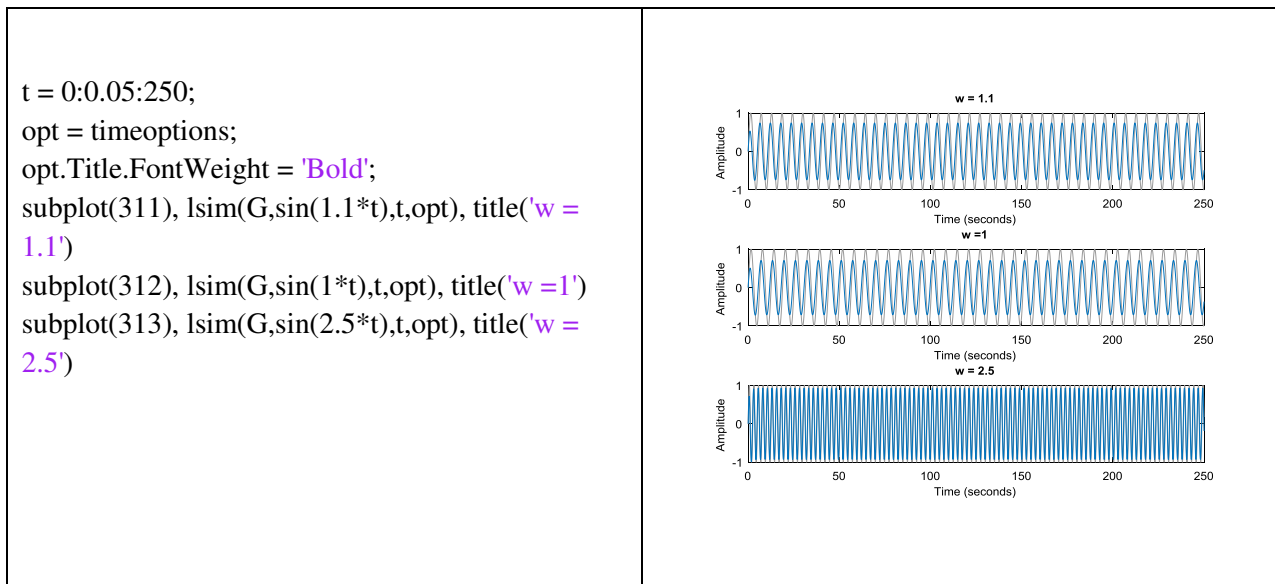 t = 0:0.05:250;
opt = timeoptions;
opt.Title.FontWeight = 'Bold';
subplot(311), lsim(G,sin(1.1*t),t,opt), title('w =
1.1')
subplot(312), lsim(G,sin(1*t),t,opt), title('w =1')
subplot(313), lsim(G,sin(2.5*t),t,opt), title('w =
2.5')
w = 1.1
1
0
-1
Amplitude
0 50 100 150 200 250
Time (seconds)
w =1
1
0
-1
Amplitude
0 50 100 150 200 250
Time (seconds)
w = 2.5
1
0
-1
Amplitude
0 50 100 150 200 250
Time (seconds)